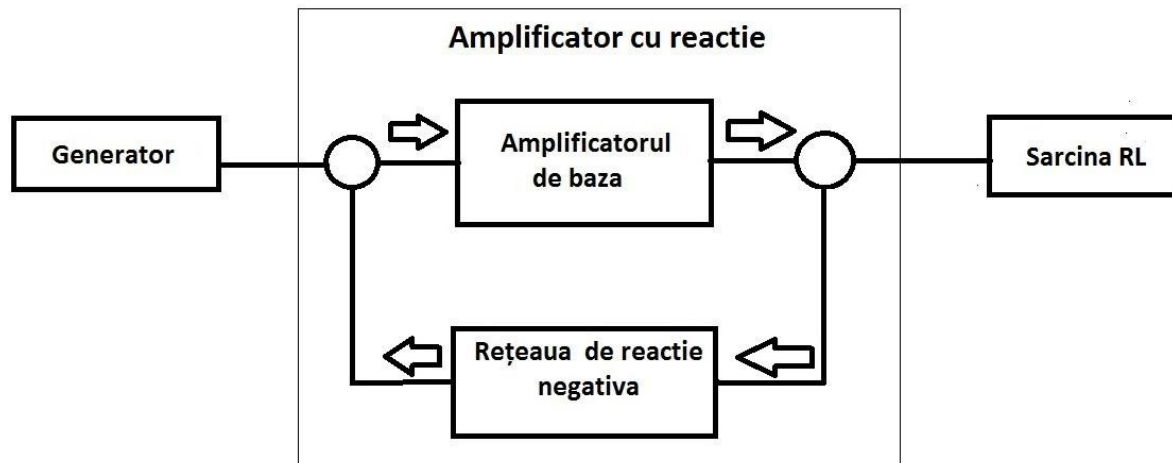 Amplificator cu reactie
Generator
Amplificatorul
de baza
Sarcina RL
Rețeaua de reactie
negativa